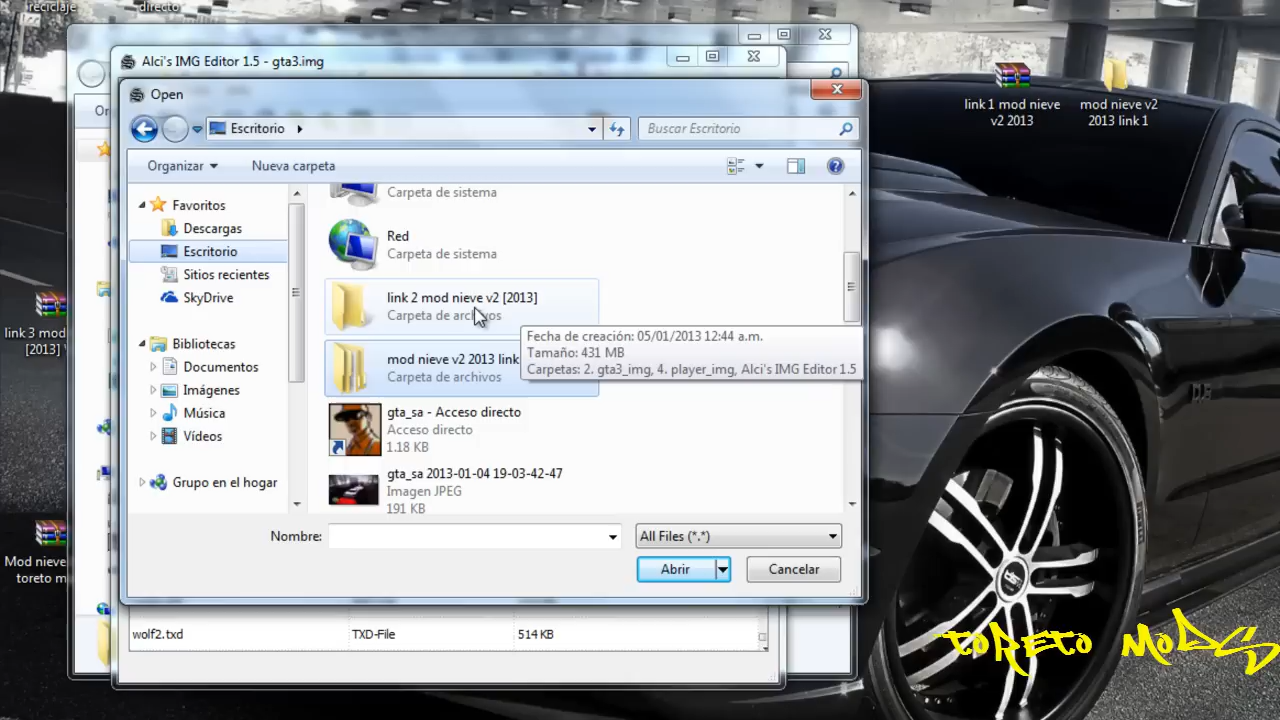 reciclaje
directo
Alci's IMG Editor 1.5 - gta3.img
Open
Or
Escritorio
Buscar Escritorio
Organizar
Nueva carpeta
Favoritos
Descargas
Escritorio
Sitios recientes
SkyDrive
Bibliotecas
Documentos
Imágenes
Música
Vídeos
Grupo en el hogar
Carpeta de sistema
Red
Carpeta de sistema
link 2 mod nieve v2 [2013]
Carpeta de archivos
mod nieve v2 2013 link
Carpeta de archivos
Fecha de creación: 05/01/2013 12:44 a.m.
Tamaño: 431 MB
Carpetas: 2. gta3_img, 4. player_img, Alci's IMG Editor 1.5
gta_sa - Acceso directo
Acceso directo
1.18 KB
gta_sa 2013-01-04 19-03-42-47
Imagen JPEG
191 KB
Nombre:
All Files (*.*)
Abrir
Cancelar
wolf2.txd TXD-File 514 KB
link 1 mod nieve
v2 2013
mod nieve v2
2013 link 1
link 3 mod
[2013]
Mod nieve
toreto m
toreto mods